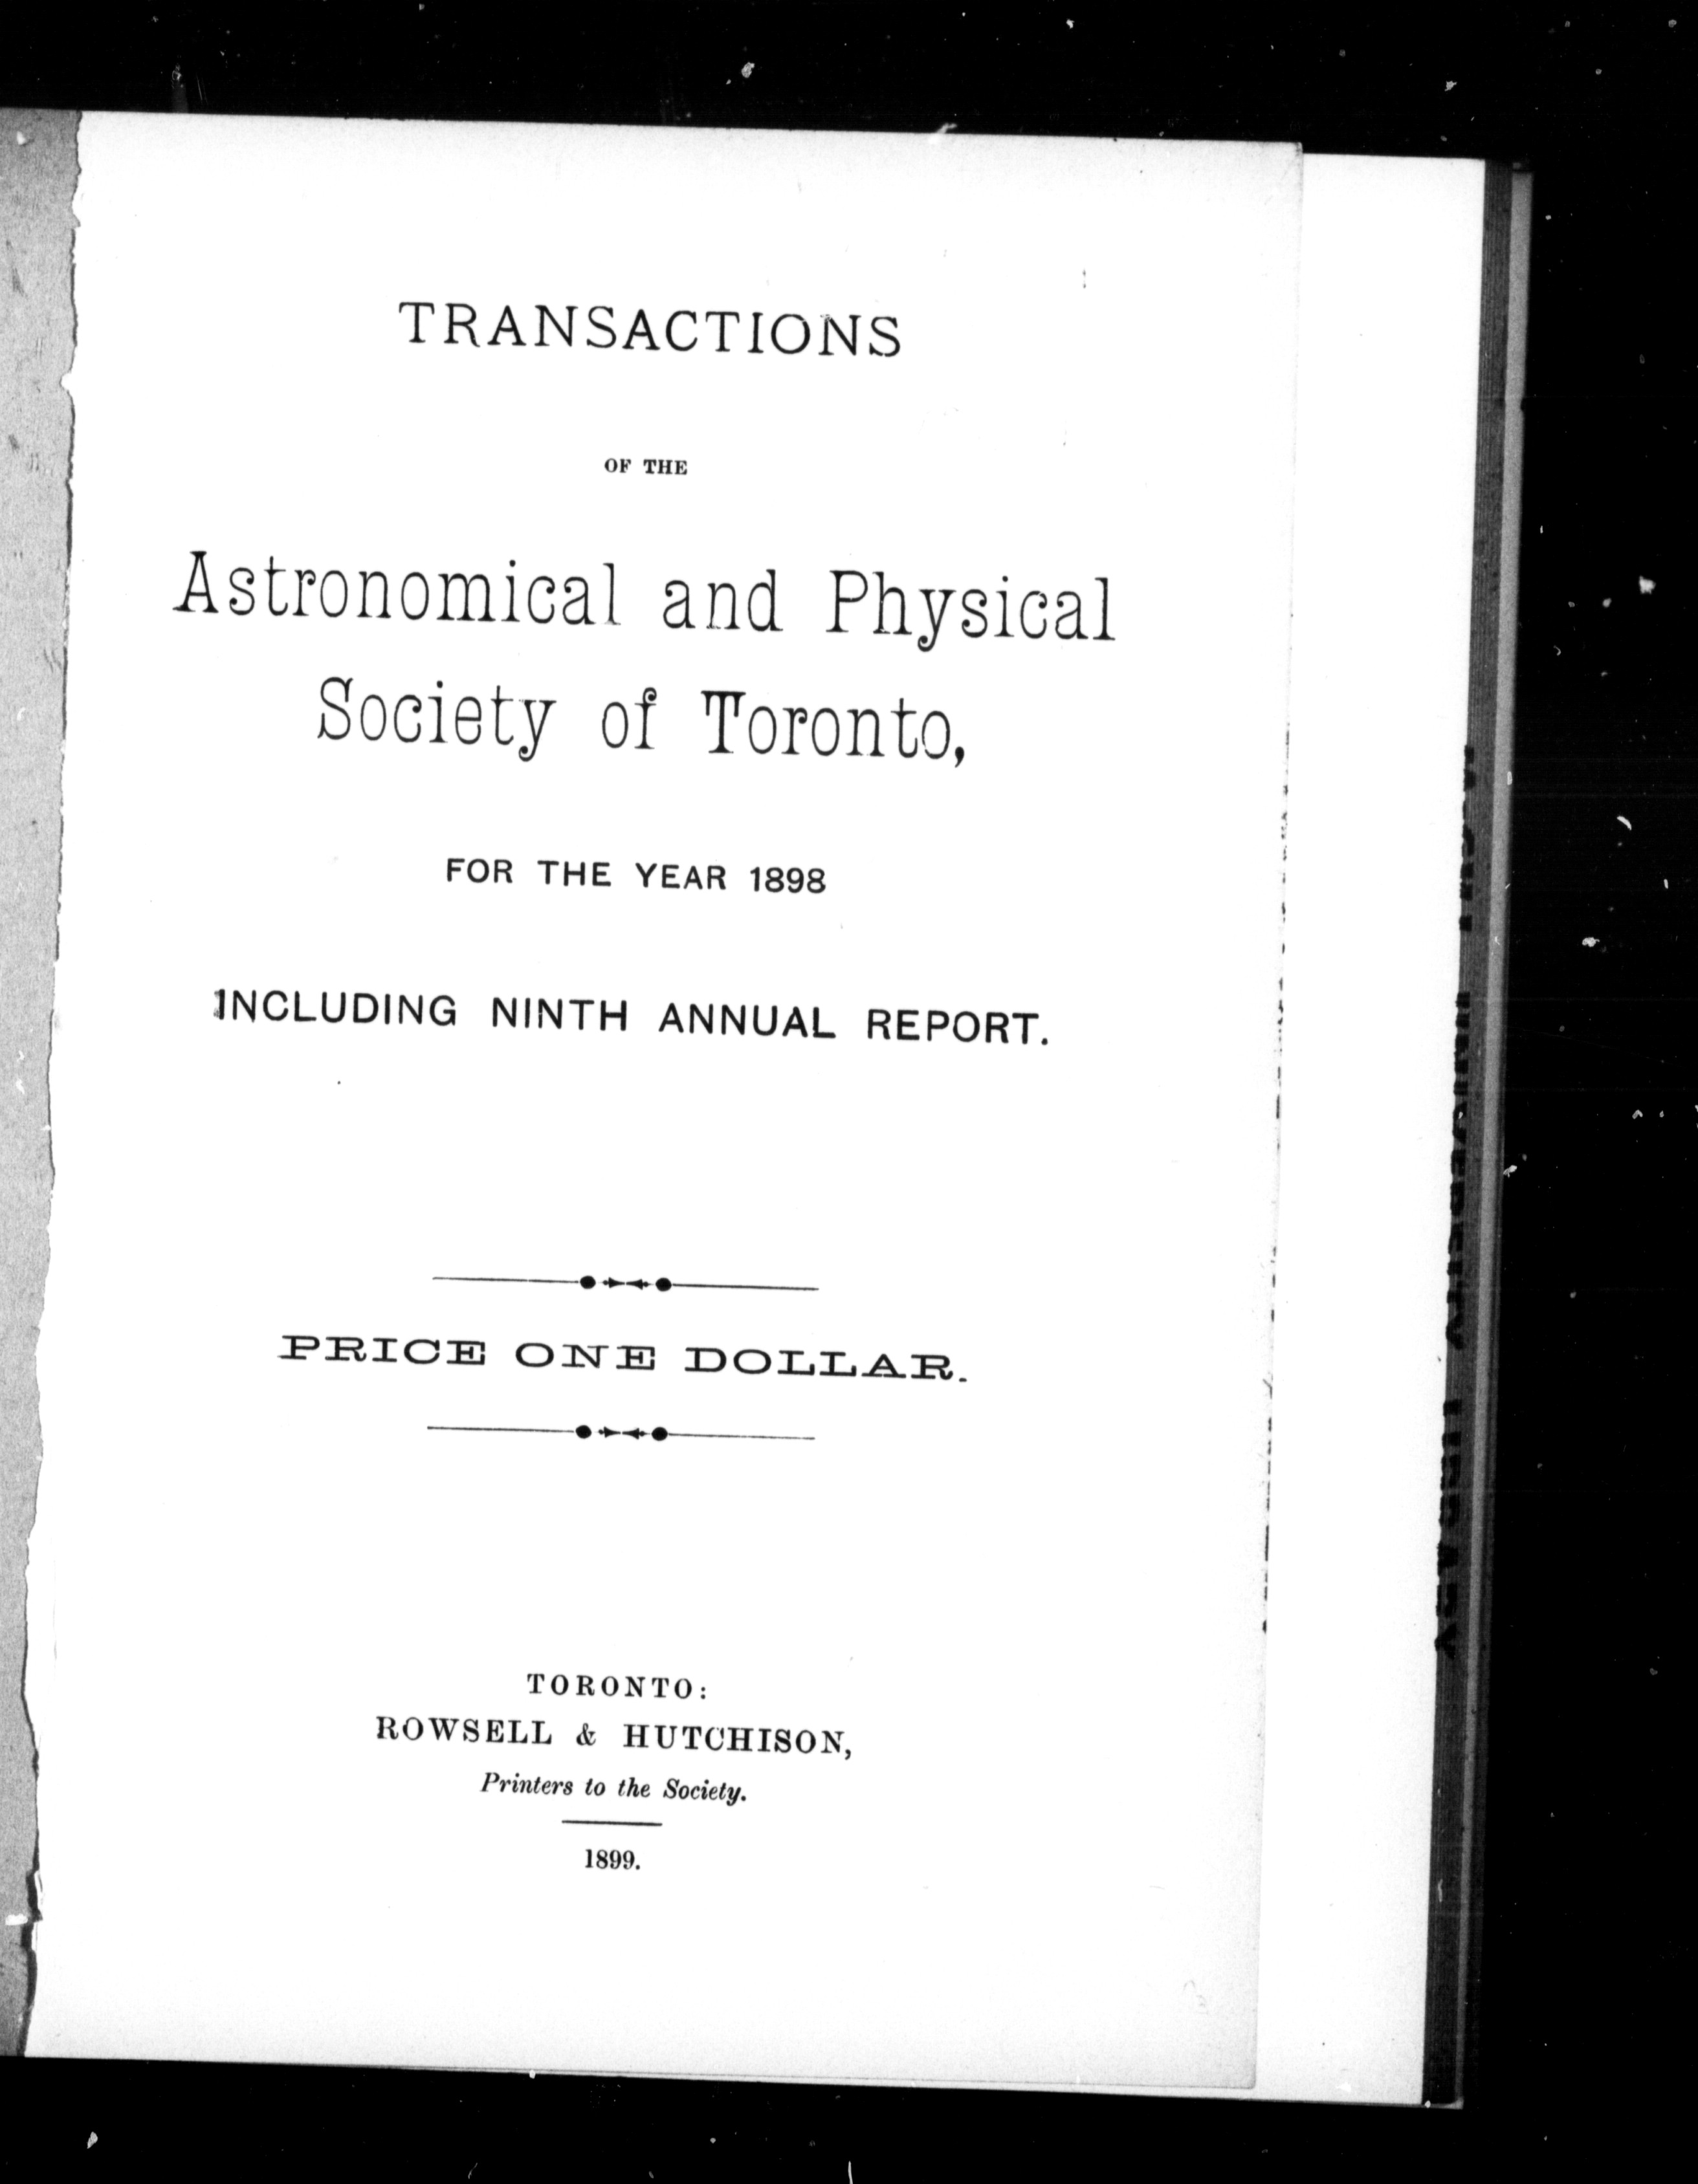 TRANSACTIONS
OF THE
Astronomical and Physical
Society of Toronto,
FOR THE YEAR 1898
INCLUDING NINTH ANNUAL REPORT.
PRICE ONE DOLLAR.
TORONTO:
ROWSELL & HUTCHISON,
Printers to the Society.
1899.